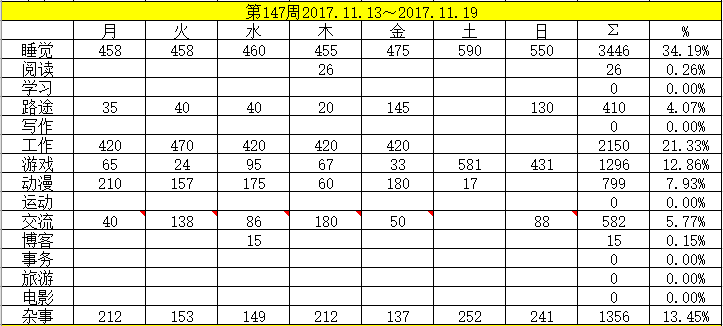 第147周2017.11.13～2017.11.19
月 火 水 木 金 土 日 Σ %
睡觉 458 458 460 455 475 590 550 3446 34.19%
阅读 26 26 0.26%
学习 0 0.00%
路途 35 40 40 20 145 130 410 4.07%
写作 0 0.00%
工作 420 470 420 420 420 2150 21.33%
游戏 65 24 95 67 33 581 431 1296 12.86%
动漫 210 157 175 60 180 17 799 7.93%
运动 0 0.00%
交流 40 138 86 180 50 88 582 5.77%
博客 15 15 0.15%
事务 0 0.00%
旅游 0 0.00%
电影 0 0.00%
杂事 212 153 149 212 137 252 241 1356 13.45%